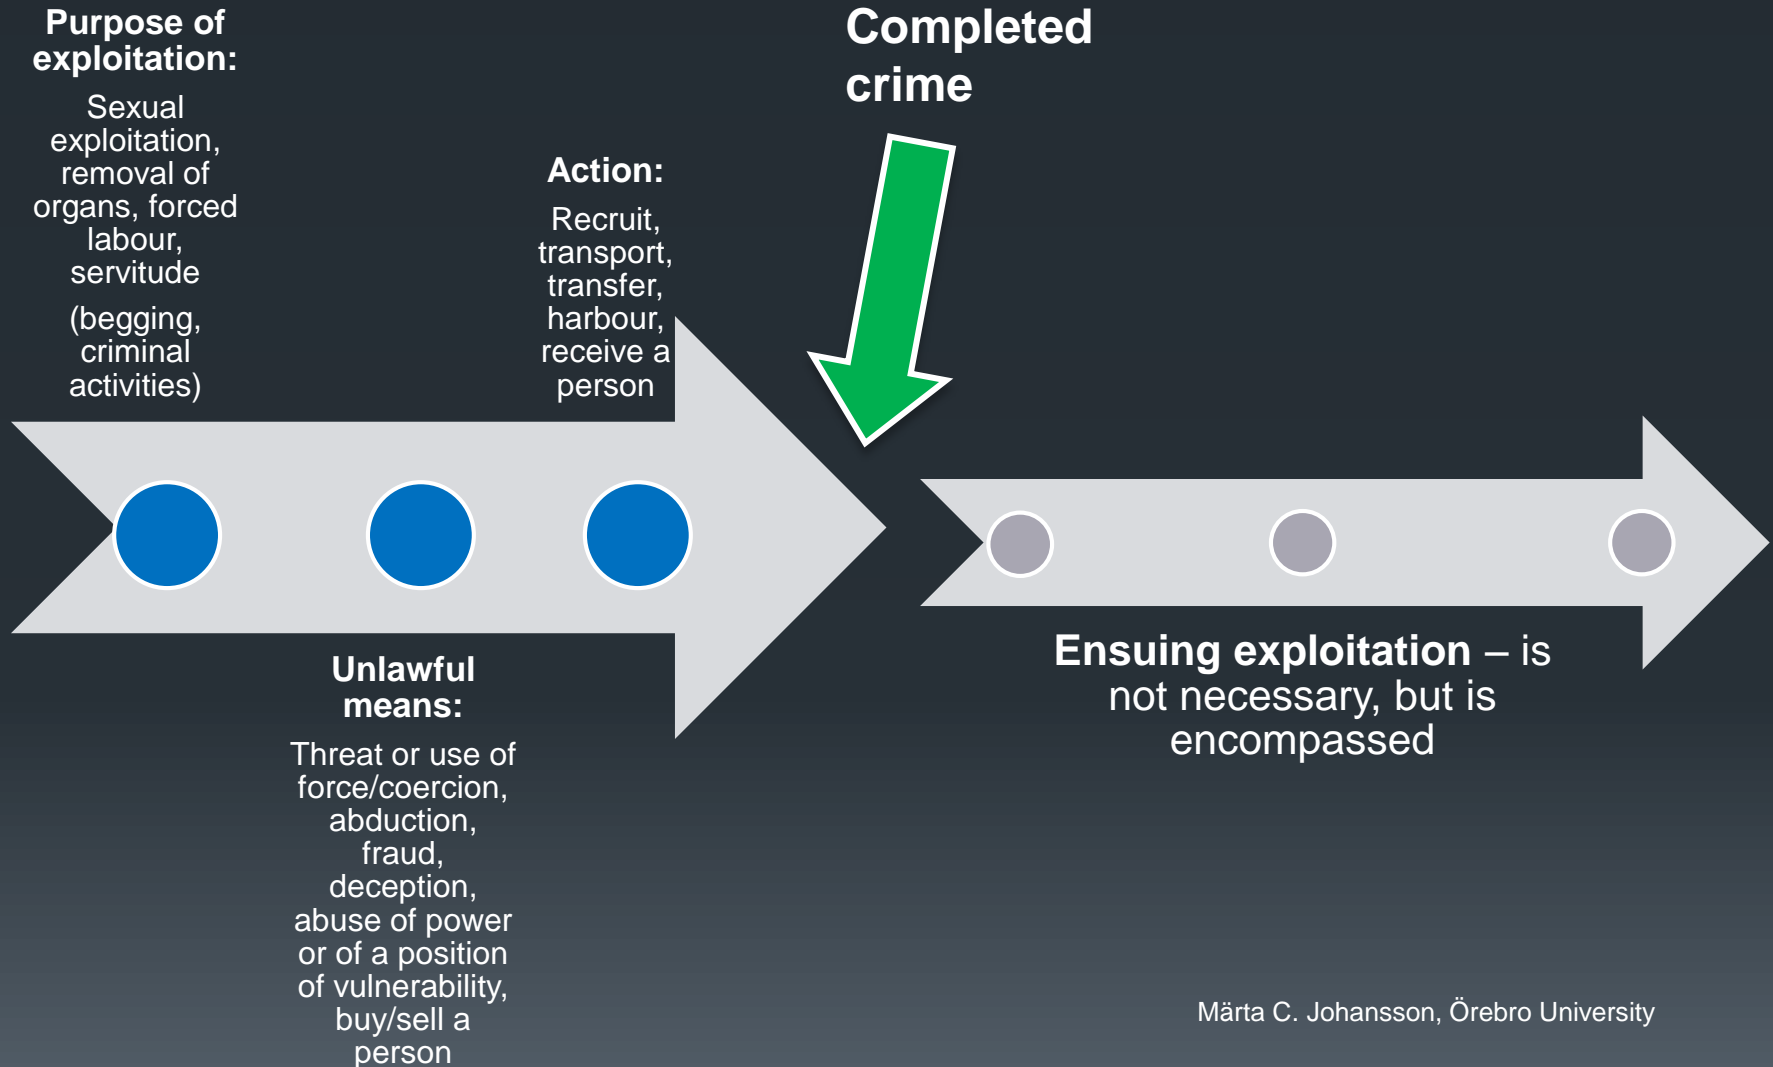 Purpose of
exploitation:
Sexual
exploitation,
removal of
organs, forced
labour,
servitude
(begging,
criminal
activities)
Unlawful
means:
Threat or use of
force/coercion,
abduction,
fraud,
deception,
abuse of power
or of a position
of vulnerability,
buy/sell a
person
Action:
Recruit,
transport,
transfer,
harbour,
receive a
person
Completed
crime
Ensuing exploitation – is
not necessary, but is
encompassed
Märta C. Johansson, Örebro University